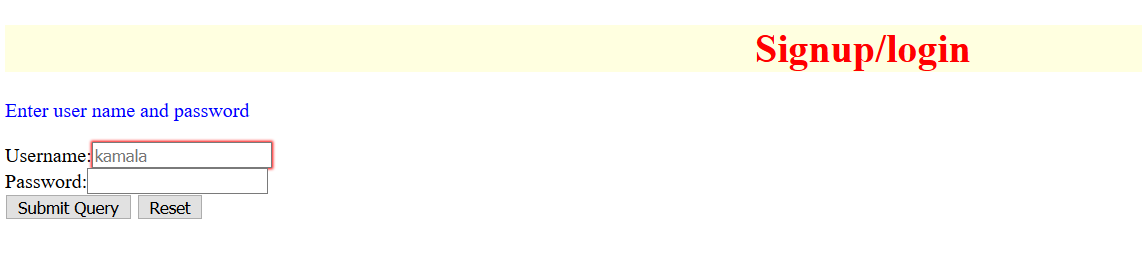 Signup/login
Enter user name and password
Username:kamala
Password:
Submit Query Reset